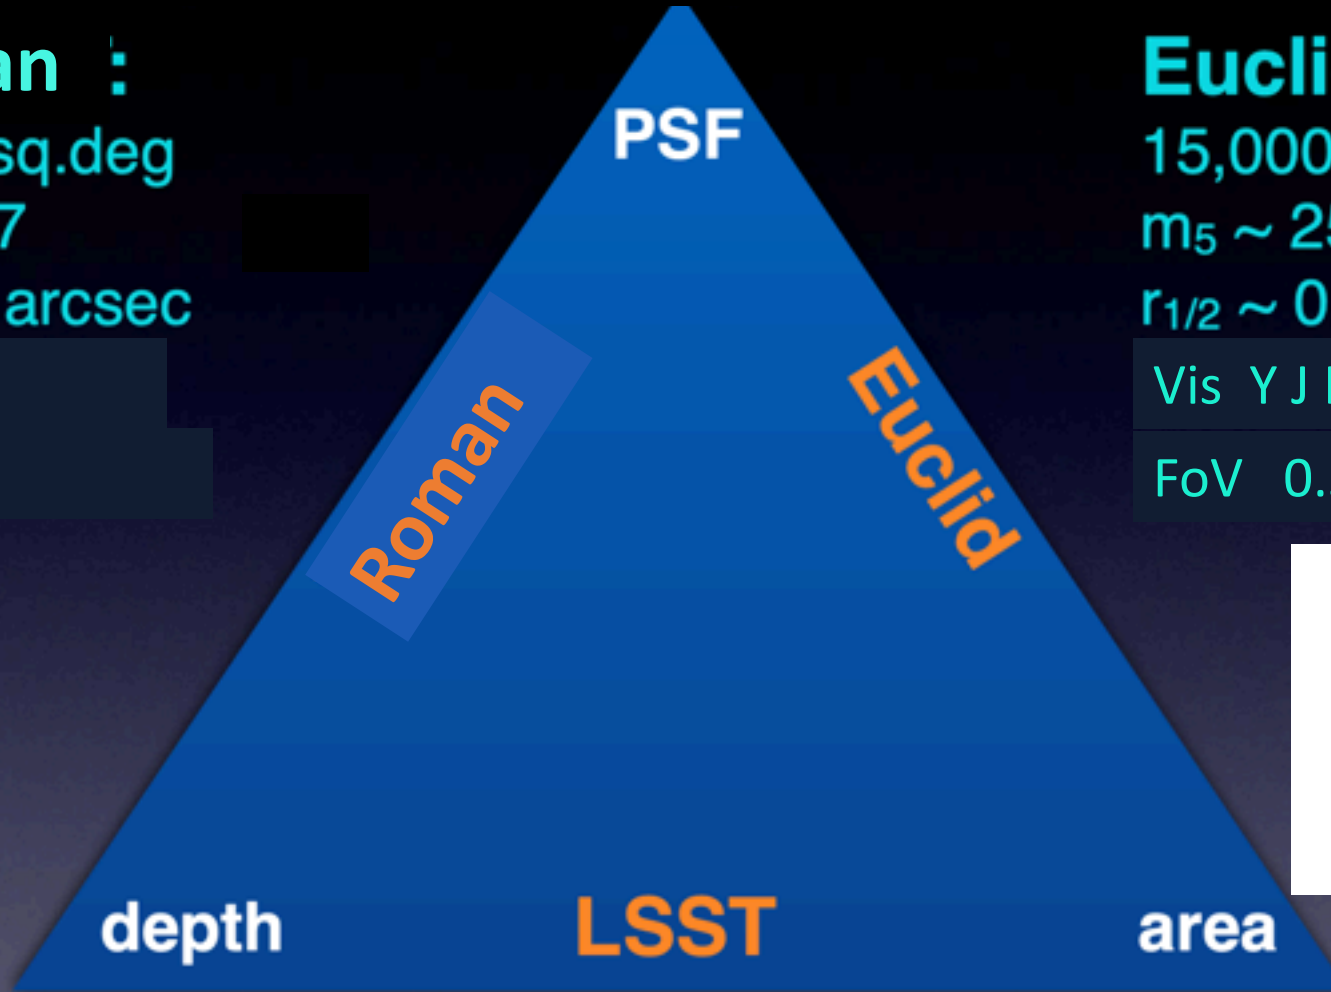 an :
sq.deg
7
arcsec
PSF
Roman
Euclid
depth
LSST
area
Eucli
15,000
m₅ ~ 25
r₁/₂ ~ 0
Vis Y J
FoV 0.